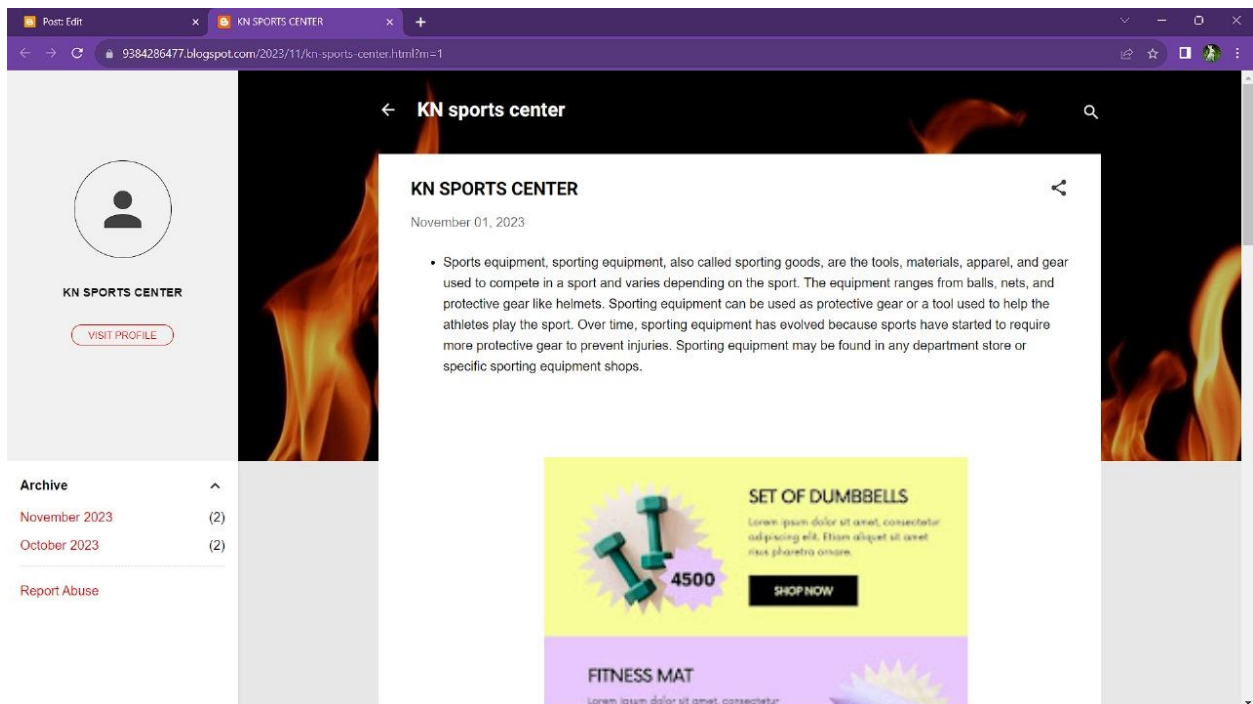 Post: Edit
KN SPORTS CENTER
9384286477.blogspot.com/2023/11/kn-sports-center.html?m=1
KN sports center
KN SPORTS CENTER
VISIT PROFILE
Archive
November 2023 (2)
October 2023 (2)
Report Abuse
KN SPORTS CENTER
November 01, 2023
• Sports equipment, sporting equipment, also called sporting goods, are the tools, materials, apparel, and gear
used to compete in a sport and varies depending on the sport. The equipment ranges from balls, nets, and
protective gear like helmets. Sporting equipment can be used as protective gear or a tool used to help the
athletes play the sport. Over time, sporting equipment has evolved because sports have started to require
more protective gear to prevent injuries. Sporting equipment may be found in any department store or
specific sporting equipment shops.
SET OF DUMBBELLS
Lorem ipsum dolor sit amet, consectetur
adipiscing elit. Etiam aliquet sit amet
risus pharetra ornare.
4500
SHOP NOW
FITNESS MAT
Lorem ipsum dolor sit amet, consectetur